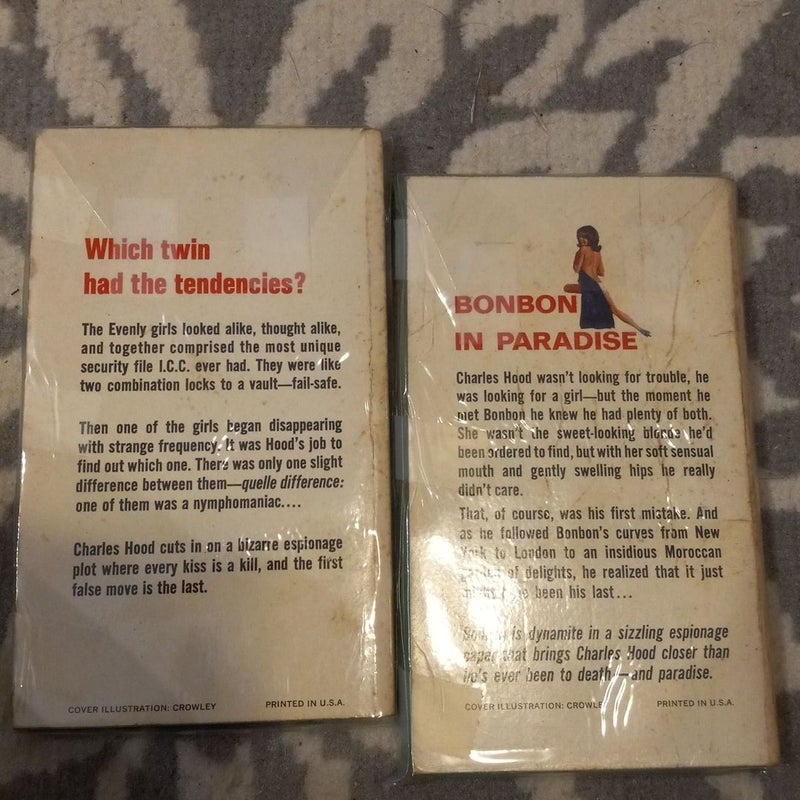 Which twin
had the tendencies?
The Evenly girls looked alike, thought alike,
and together comprised the most unique
security file I.C.C. ever had. They were like
two combination locks to a vault—fail-safe.
Then one of the girls began disappearing
with strange frequency. It was Hood's job to
find out which one. There was only one slight
difference between them—quelle difference:
one of them was a nymphomaniac....
Charles Hood cuts in on a bizarre espionage
plot where every kiss is a kill, and the first
false move is the last.
COVER ILLUSTRATION: CROWLEY
PRINTED IN U.S.A.
BONBON
IN PARADISE
Charles Hood wasn't looking for trouble, he
was looking for a girl—but the moment he
met Bonbon he knew he had plenty of both.
She wasn't the sweet-looking blonde he'd
been ordered to find, but with her soft sensual
mouth and gently swelling hips he really
didn't care.
That, of course, was his first mistake. And
as he followed Bonbon's curves from New
York to London to an insidious Moroccan
of delights, he realized that it just
been his last...
is dynamite in a sizzling espionage
caper that brings Charles Hood closer than
he's ever been to death—and paradise.
COVER ILLUSTRATION: CROWLEY
PRINTED IN U.S.A.